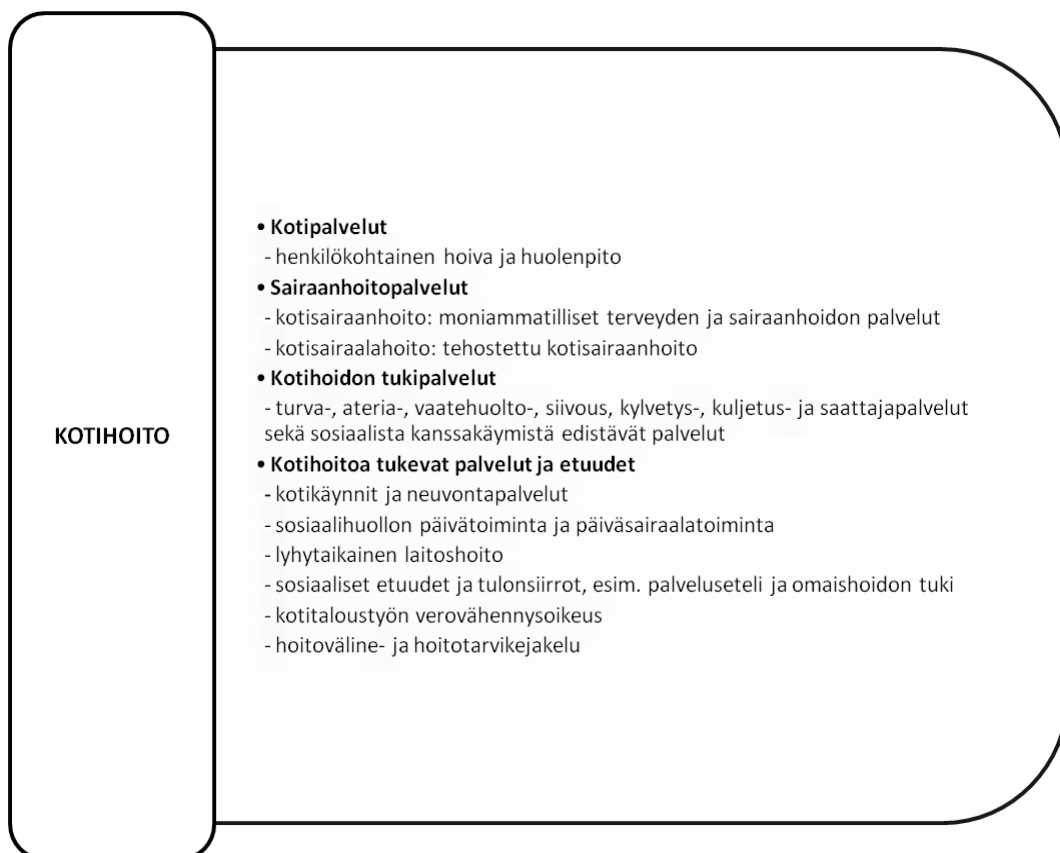 KOTIHOITO
• Kotipalvelut
- henkilökohtainen hoiva ja huolenpito
• Sairaanhoitopalvelut
- kotisairaanhoito: moniammatilliset terveyden ja sairaanhoidon palvelut
- kotisairaalahoito: tehostettu kotisairaanhoito
• Kotihoidon tukipalvelut
- turva-, ateria-, vaatehuolto-, siivous, kylvetys-, kuljetus- ja saattajapalvelut
sekä sosiaalista kanssakäymistä edistävät palvelut
• Kotihoitoa tukevat palvelut ja etuudet
- kotikäynnit ja neuvontapalvelut
- sosiaalihuollon päivätoiminta ja päiväsairaalatoiminta
- lyhytaikainen laitoshoito
- sosiaaliset etuudet ja tulonsiirrot, esim. palveluseteli ja omaishoidon tuki
- kotitaloustyön verovähennysoikeus
- hoitoväline- ja hoitotarvikejakelu